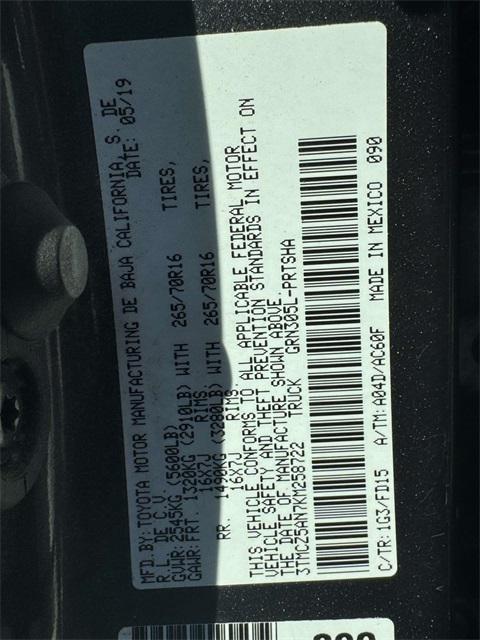 MFD.BY:TOYOTA MOTOR MANUFACTURING DE BAJA CALIFORNIA, S. DE
R.L. DE C.V. DATE: 05/19
GVWR:2545KG(5600LB)
GAWR:FRT. 1320KG (2910LB) WITH 265/70R16 TIRES,
16X7J RIMS,
RR. 1490KG (3280LB) WITH 265/70R16 TIRES,
16X7J RIMS.
THIS VEHICLE CONFORMS TO ALL APPLICABLE FEDERAL MOTOR
VEHICLE SAFETY AND THEFT PREVENTION STANDARDS IN EFFECT ON
THE DATE OF MANUFACTURE SHOWN ABOVE.
3TMCZ5AN7KM258722 TRUCK GRN305L-PRTSHA
C/TR:1G3/FD15 A/TM:A04D/AC60F MADE IN MEXICO 090